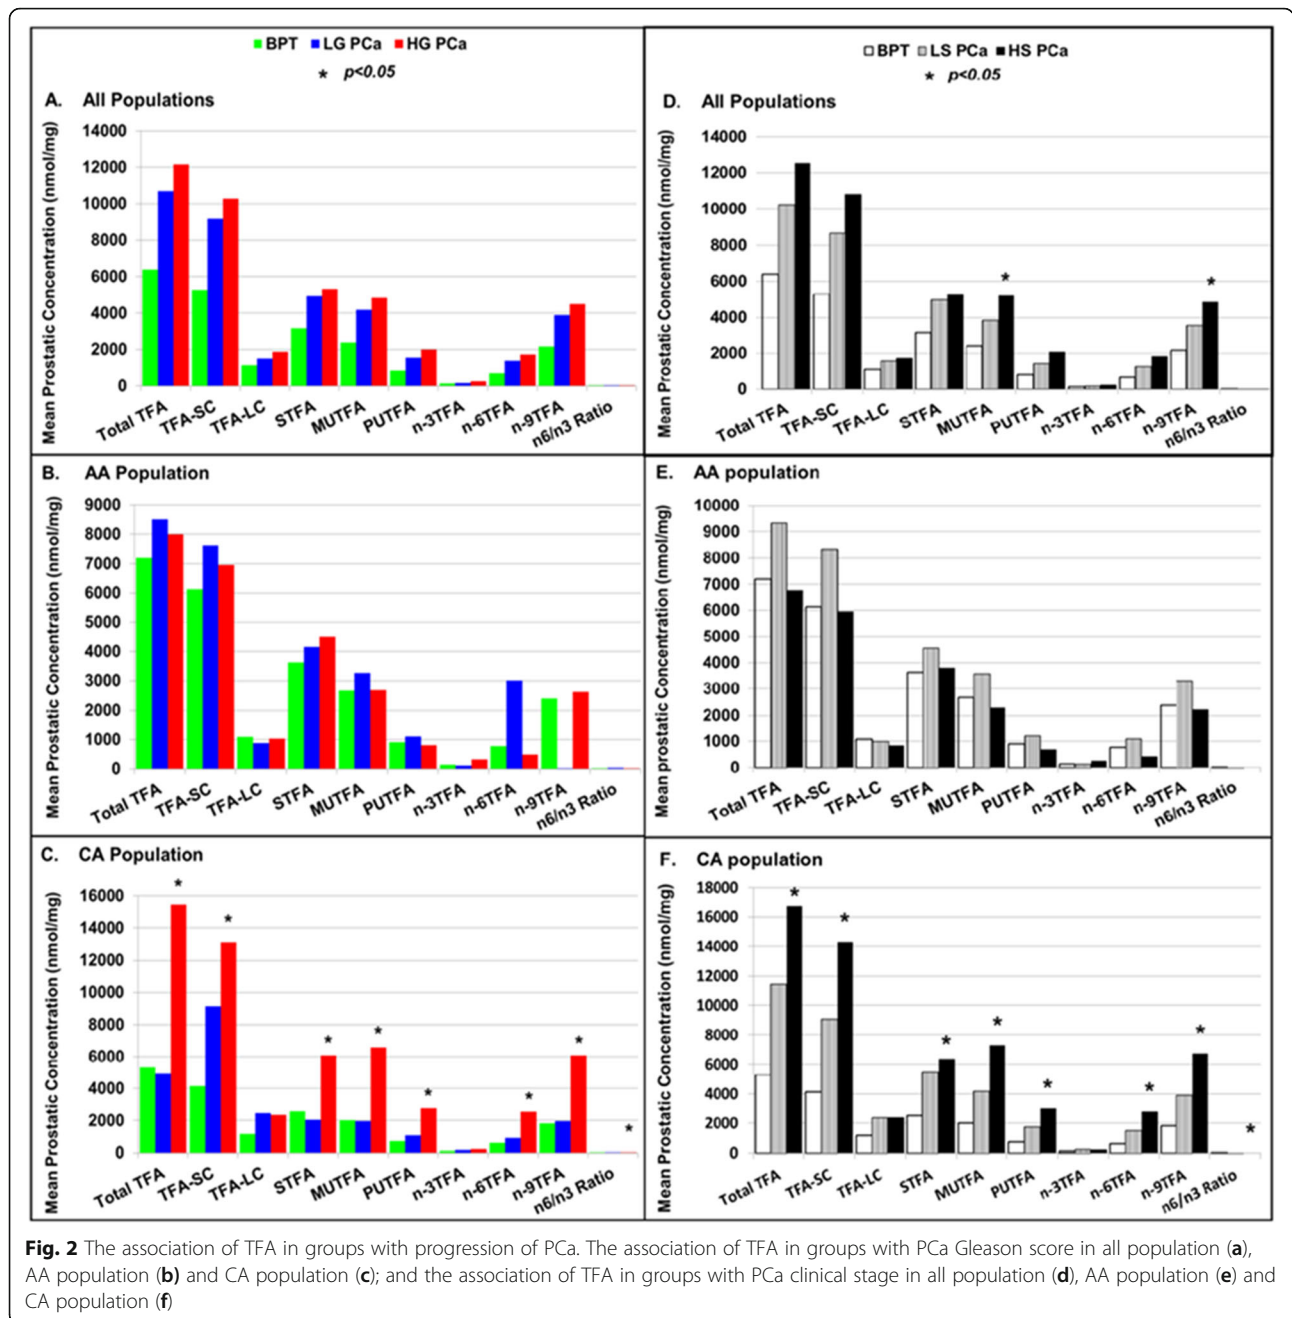 BPT LG PCa HG PCa
* p<0.05
A. All Populations
Mean Prostatic Concentration (nmol/mg)
14000
12000
10000
8000
6000
4000
2000
0
Total TFA TFA-SC TFA-LC STFA MUTFA PUTFA n-3TFA n-6TFA n-9TFA n6/n3 Ratio
B. AA Population
Mean Prostatic Concentration (nmol/mg)
9000
8000
7000
6000
5000
4000
3000
2000
1000
0
Total TFA TFA-SC TFA-LC STFA MUTFA PUTFA n-3TFA n-6TFA n-9TFA n6/n3 Ratio
C. CA Population
Mean Prostatic Concentration (nmol/mg)
16000
14000
12000
10000
8000
6000
4000
2000
0
* * * * * * * *
Total TFA TFA-SC TFA-LC STFA MUTFA PUTFA n-3TFA n-6TFA n-9TFA n6/n3 Ratio
BPT LS PCa HS PCa
* p<0.05
D. All Populations
Mean Prostatic Concentration (nmol/mg)
14000
12000
10000
8000
6000
4000
2000
0
* *
Total TFA TFA-SC TFA-LC STFA MUTFA PUTFA n-3TFA n-6TFA n-9TFA n6/n3 Ratio
E. AA population
Mean prostatic Concentration (nmol/mg)
10000
9000
8000
7000
6000
5000
4000
3000
2000
1000
0
Total TFA TFA-SC TFA-LC STFA MUTFA PUTFA n-3TFA n-6TFA n-9TFA n6/n3 Ratio
F. CA population
Mean Prostatic Concentration (nmol/mg)
18000
16000
14000
12000
10000
8000
6000
4000
2000
0
* * * * * * * *
Total TFA TFA-SC TFA-LC STFA MUTFA PUTFA n-3TFA n-6TFA n-9TFA n6/n3 Ratio
Fig. 2 The association of TFA in groups with progression of PCa. The association of TFA in groups with PCa Gleason score in all population (a),
AA population (b) and CA population (c); and the association of TFA in groups with PCa clinical stage in all population (d), AA population (e) and
CA population (f)